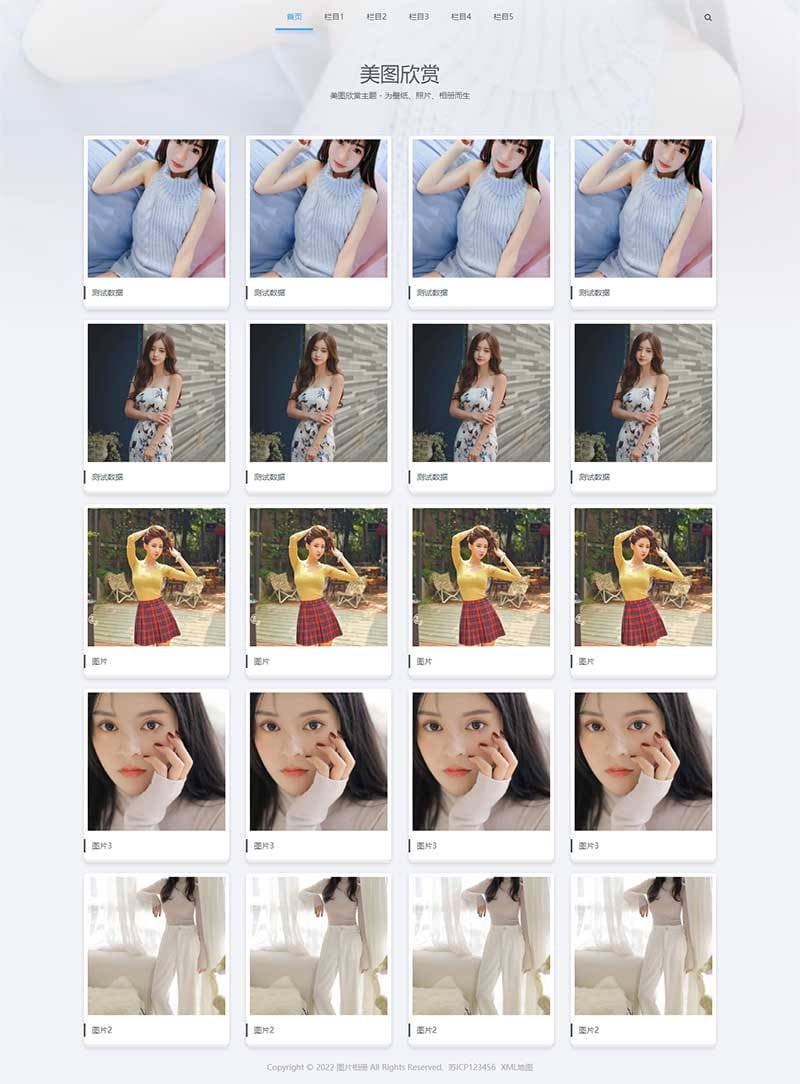 首页 栏目1 栏目2 栏目3 栏目4 栏目5
美图欣赏
美图欣赏主题 - 为壁纸、照片、相册而生
测试数据 测试数据 测试数据 测试数据
测试数据 测试数据 测试数据 测试数据
图片 图片 图片 图片
图片3 图片3 图片3 图片3
图片2 图片2 图片2 图片2
Copyright © 2022 图片相册 All Rights Reserved. 苏ICP123456 XML地图